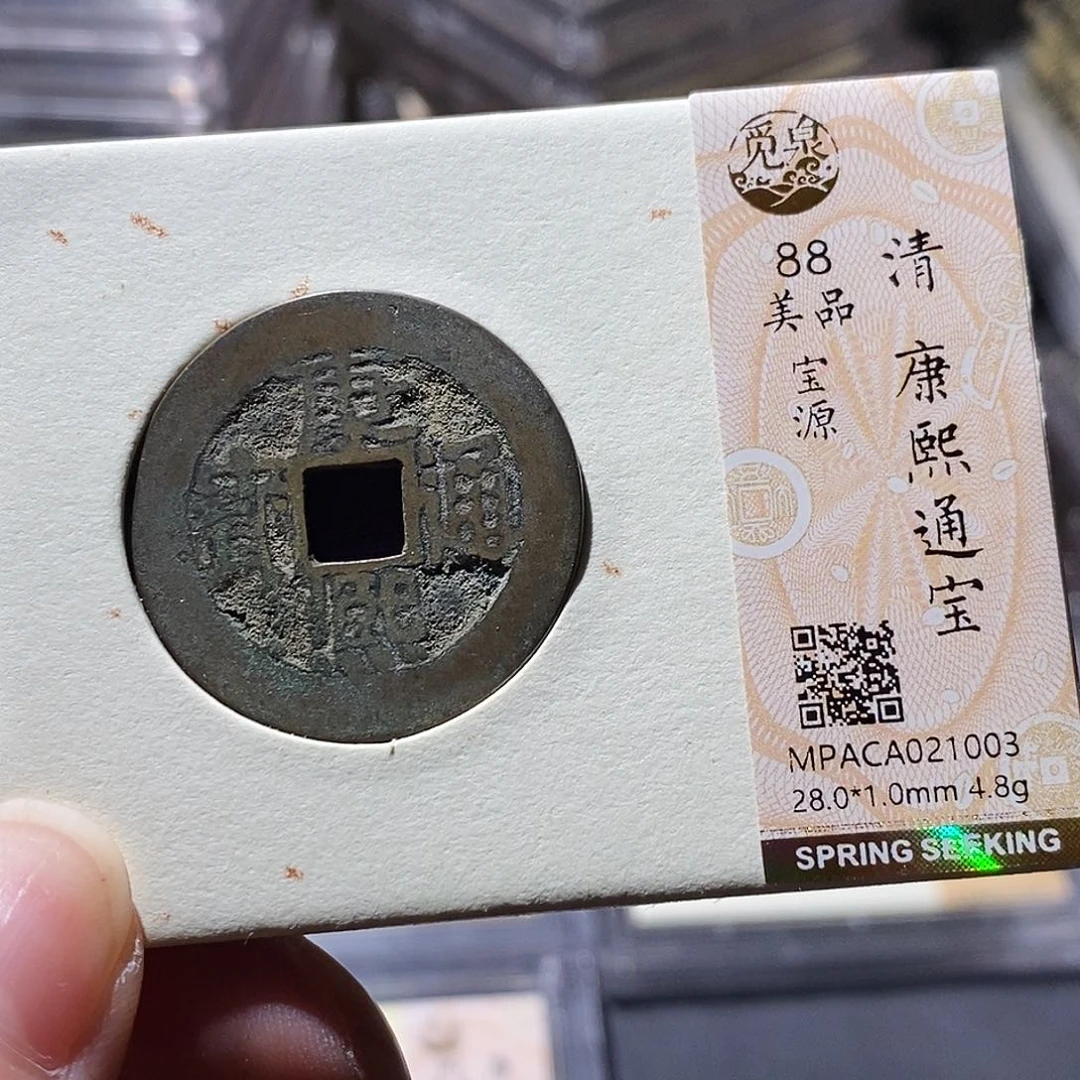 觅泉
88
美品
宝源
清 康熙通宝
MPACA021003
28.0*1.0mm 4.8g
SPRING SEEKING
康熙通寳